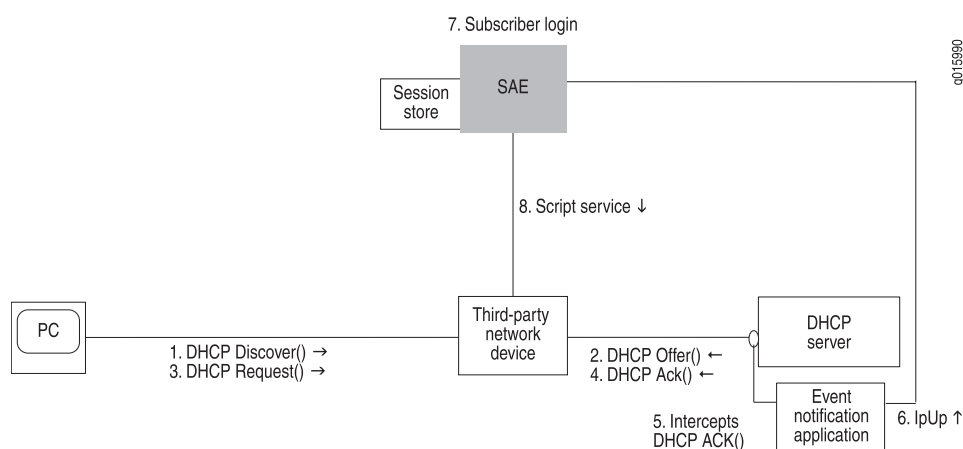 7. Subscriber login
g015990
SAE
Session
store
8. Script service ↓
PC
Third-party
network
device
DHCP
server
1. DHCP Discover() →
3. DHCP Request() →
2. DHCP Offer() ←
4. DHCP Ack() ←
5. Intercepts
DHCP ACK()
Event
notification
application
6. IpUp ↑